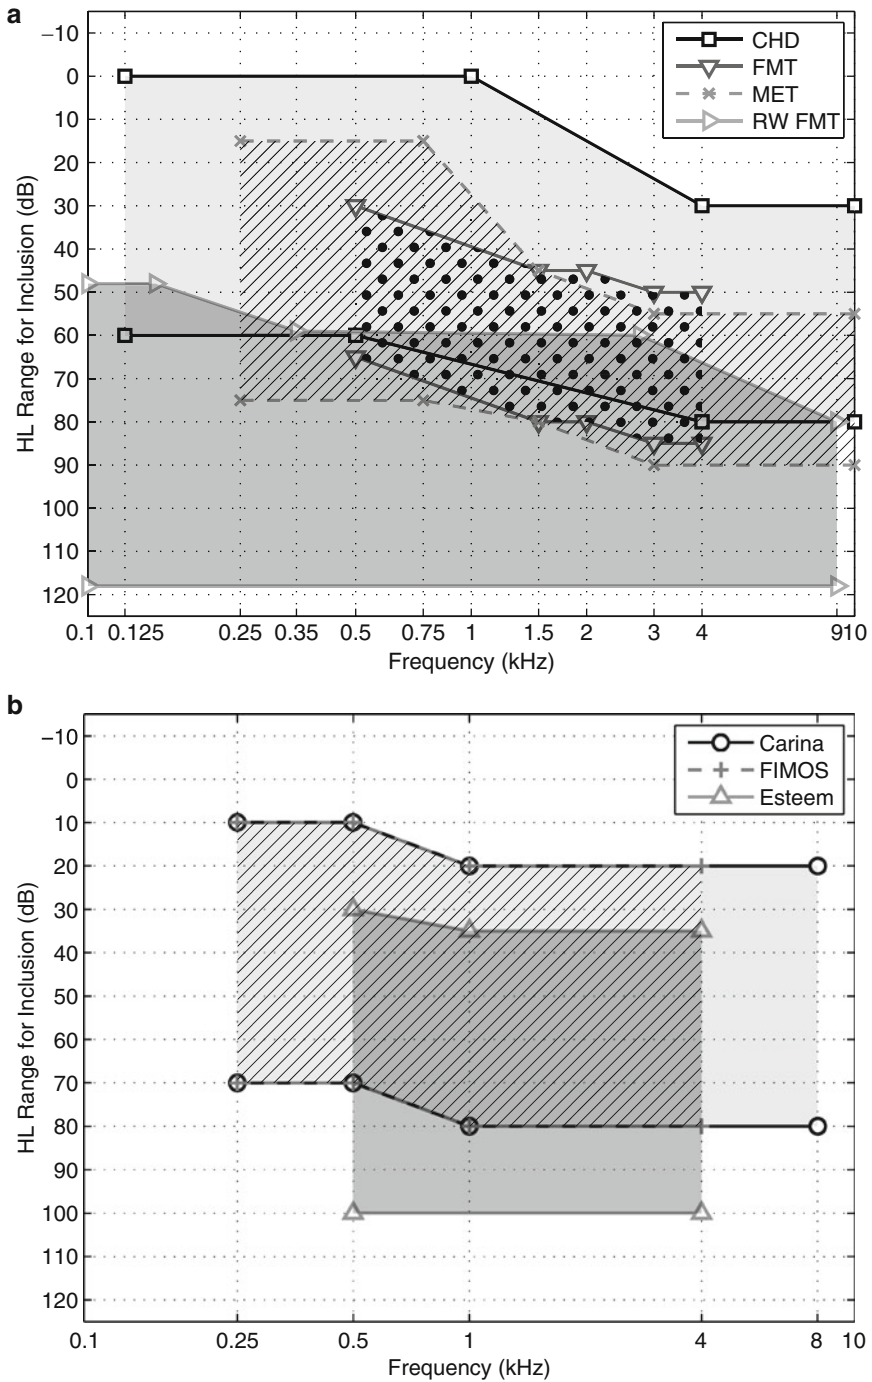 a
−10
0
10
20
30
40
50
60
70
80
90
100
110
120
HL Range for Inclusion (dB)
CHD
FMT
MET
RW FMT
0.1 0.125 0.25 0.35 0.5 0.75 1 1.5 2 3 4 910
Frequency (kHz)
b
−10
0
10
20
30
40
50
60
70
80
90
100
110
120
HL Range for Inclusion (dB)
Carina
FIMOS
Esteem
0.1 0.25 0.5 1 4 8 10
Frequency (kHz)